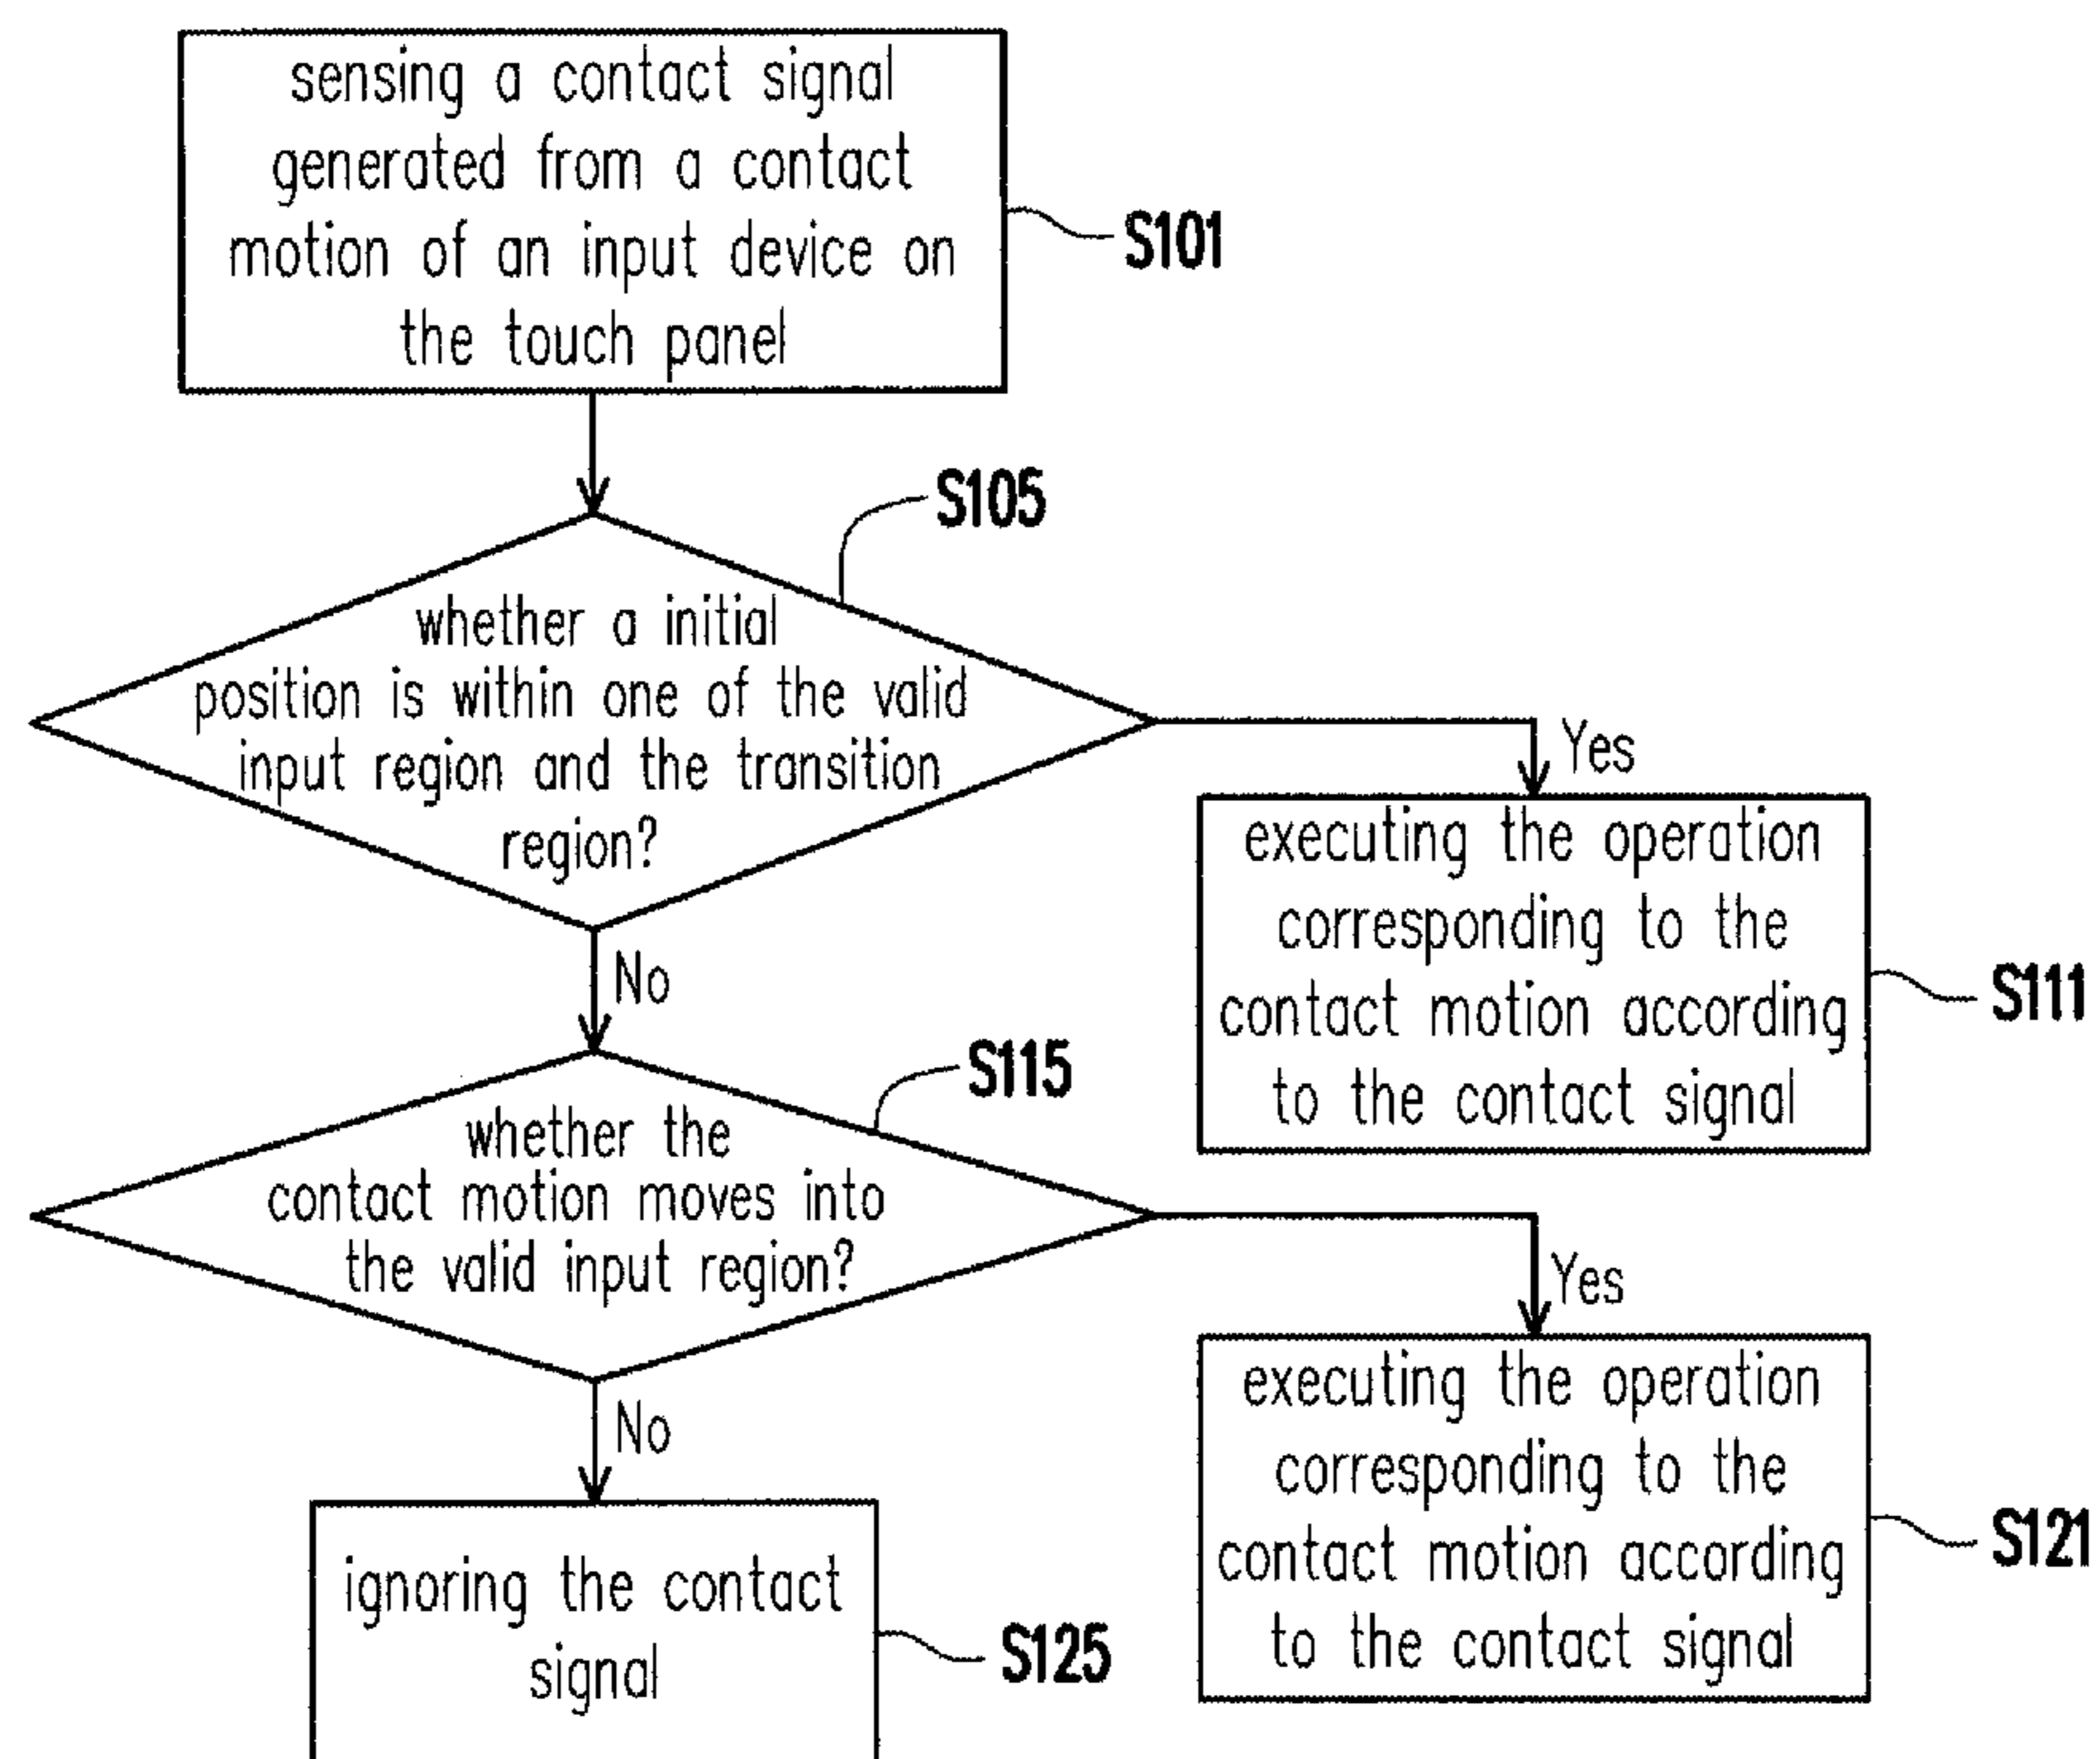 sensing a contact signal
generated from a contact
motion of an input device on
the touch panel
S101
S105
whether a initial
position is within one of the valid
input region and the transition
region?
Yes
executing the operation
corresponding to the
contact motion according
to the contact signal
S111
No
S115
whether the
contact motion moves into
the valid input region?
Yes
executing the operation
corresponding to the
contact motion according
to the contact signal
S121
No
ignoring the contact
signal
S125